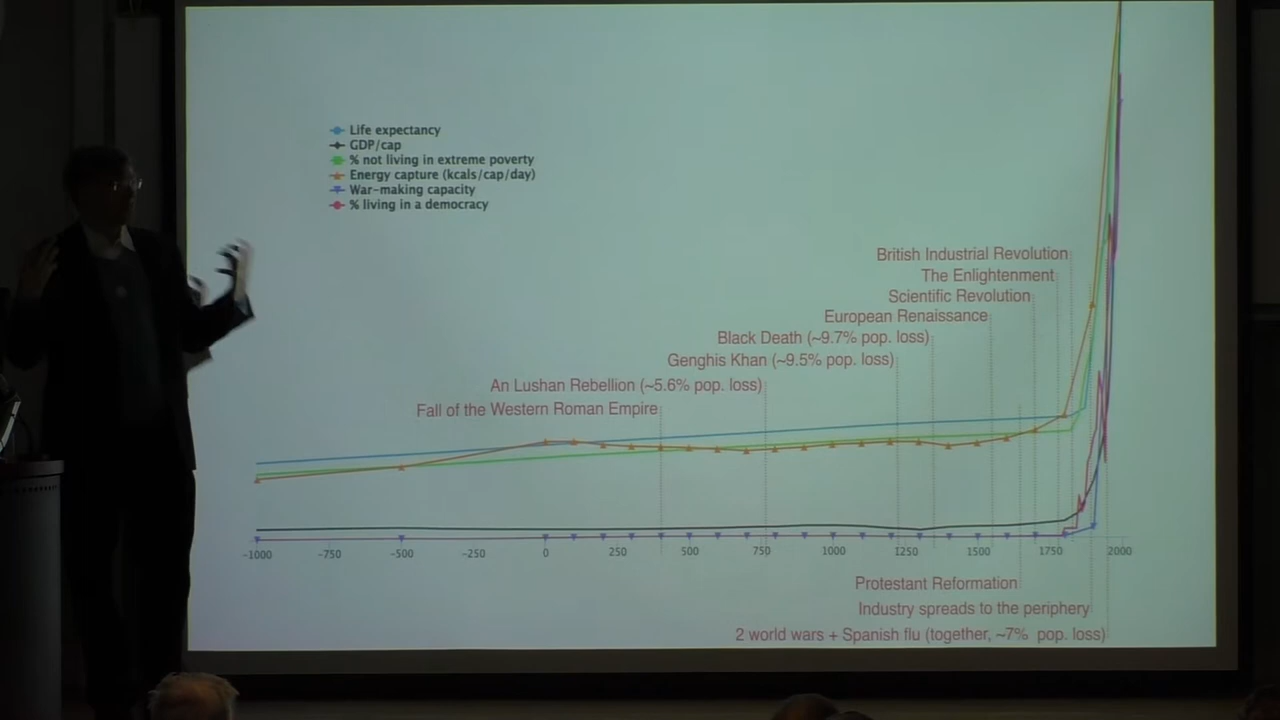 Life expectancy
GDP/cap
% not living in extreme poverty
Energy capture (kcals/cap/day)
War-making capacity
% living in a democracy
British Industrial Revolution
The Enlightenment
Scientific Revolution
European Renaissance
Black Death (~9.7% pop. loss)
Genghis Khan (~9.5% pop. loss)
An Lushan Rebellion (~5.6% pop. loss)
Fall of the Western Roman Empire
-1000 -750 -500 -250 0 250 500 750 1000 1250 1500 1750 2000
Protestant Reformation
Industry spreads to the periphery
2 world wars + Spanish flu (together, ~7% pop. loss)